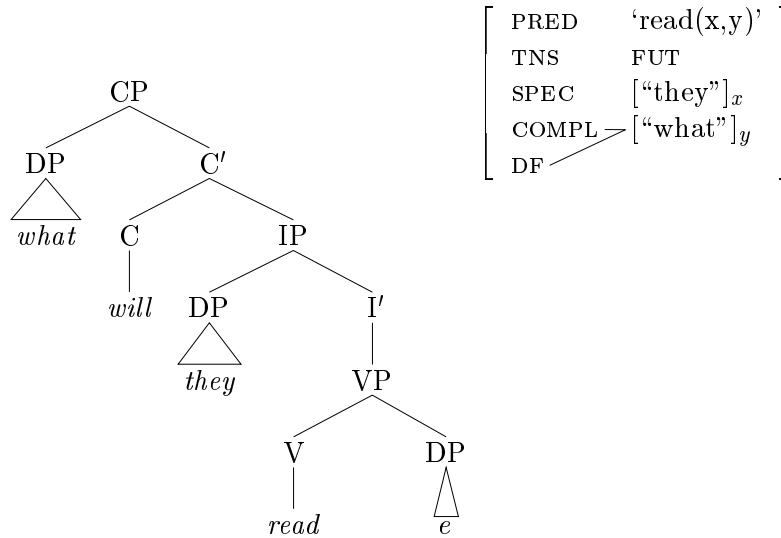 PRED ‘read(x,y)’
TNS FUT
SPEC [“they”]x
COMPL [“what”]y
DF
CP
DP C′
what C IP
will DP I′
they VP
V DP
read e